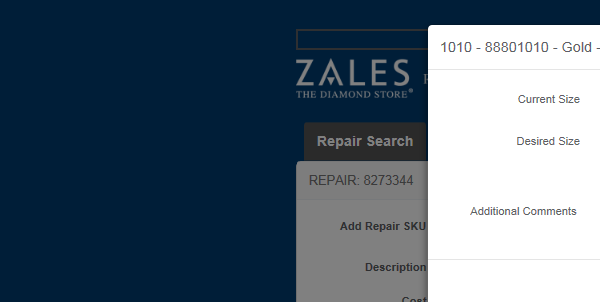 1010 - 88801010 - Gold -
ZALES
THE DIAMOND STORE®
Current Size
Desired Size
Repair Search
REPAIR: 8273344
Additional Comments
Add Repair SKU
Description
Cost